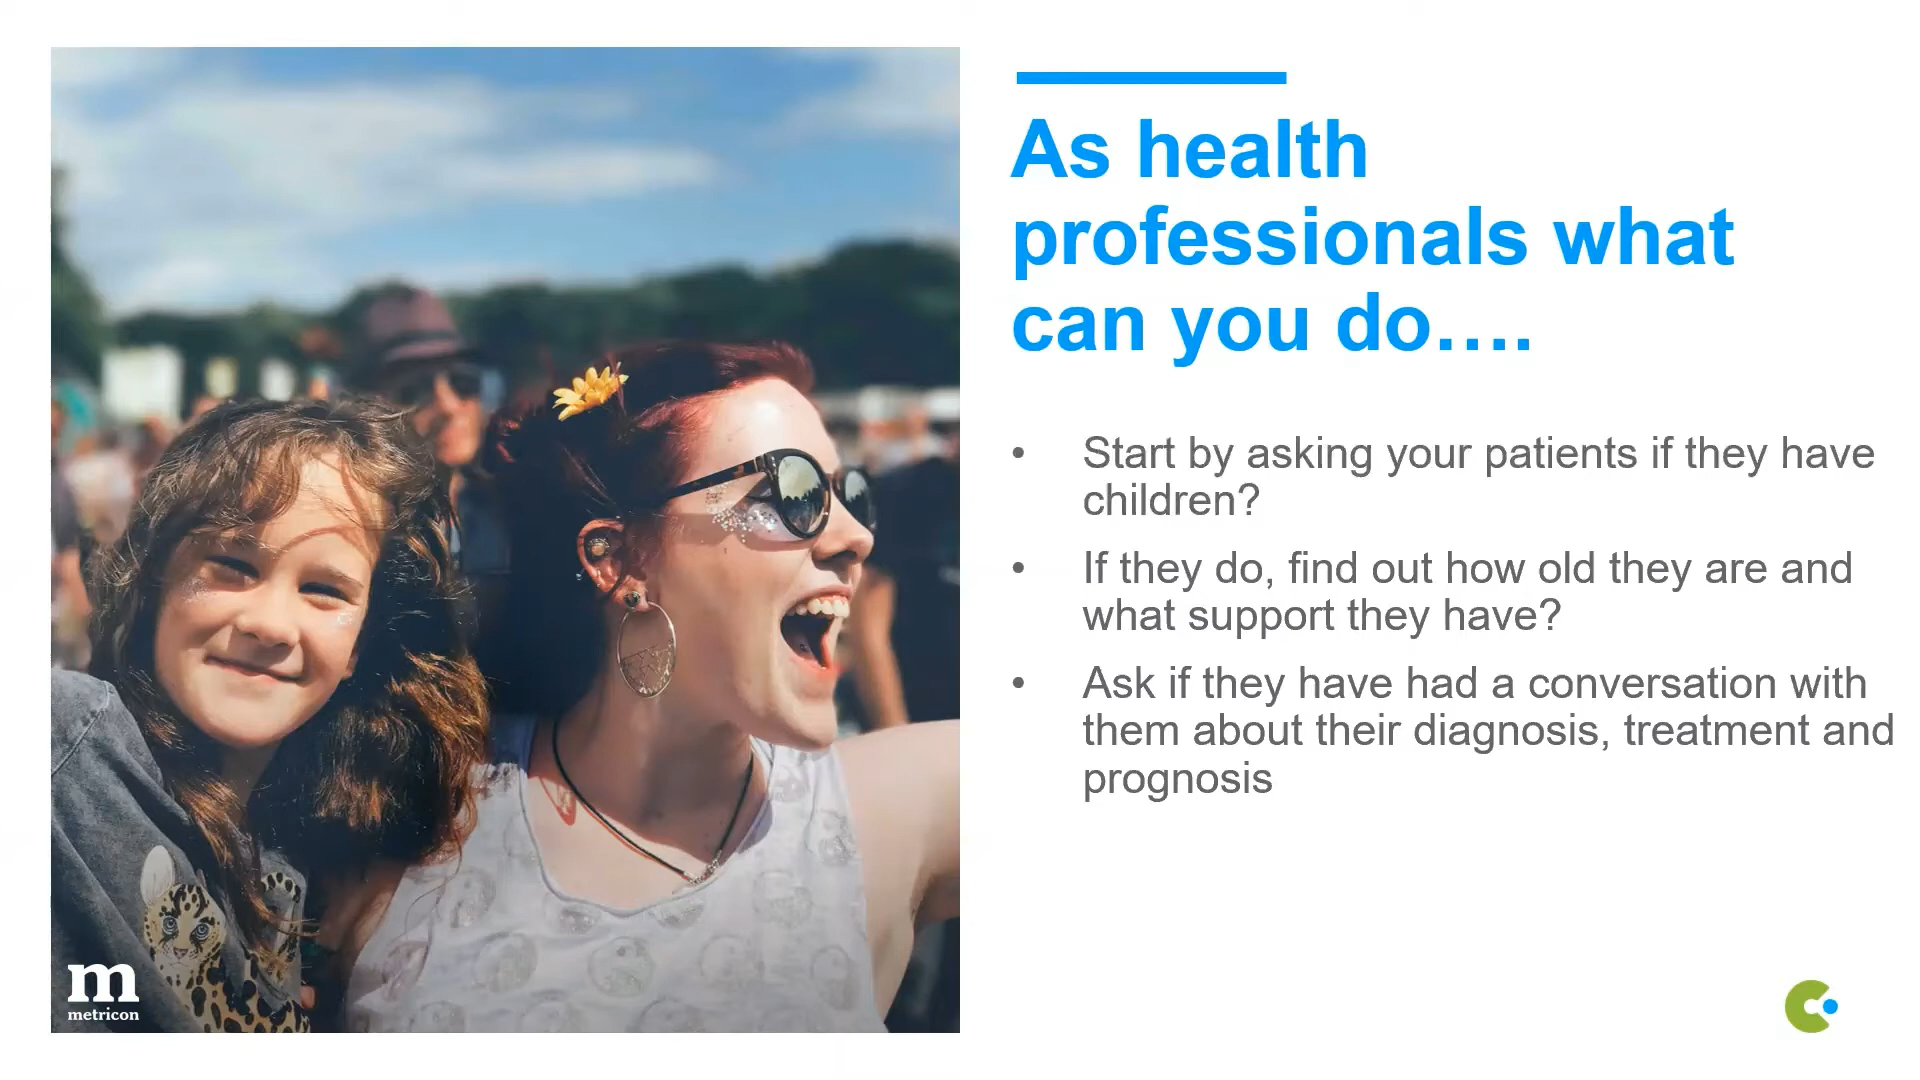 As health
professionals what
can you do....
• Start by asking your patients if they have
children?
• If they do, find out how old they are and
what support they have?
• Ask if they have had a conversation with
them about their diagnosis, treatment and
prognosis
m
metricon